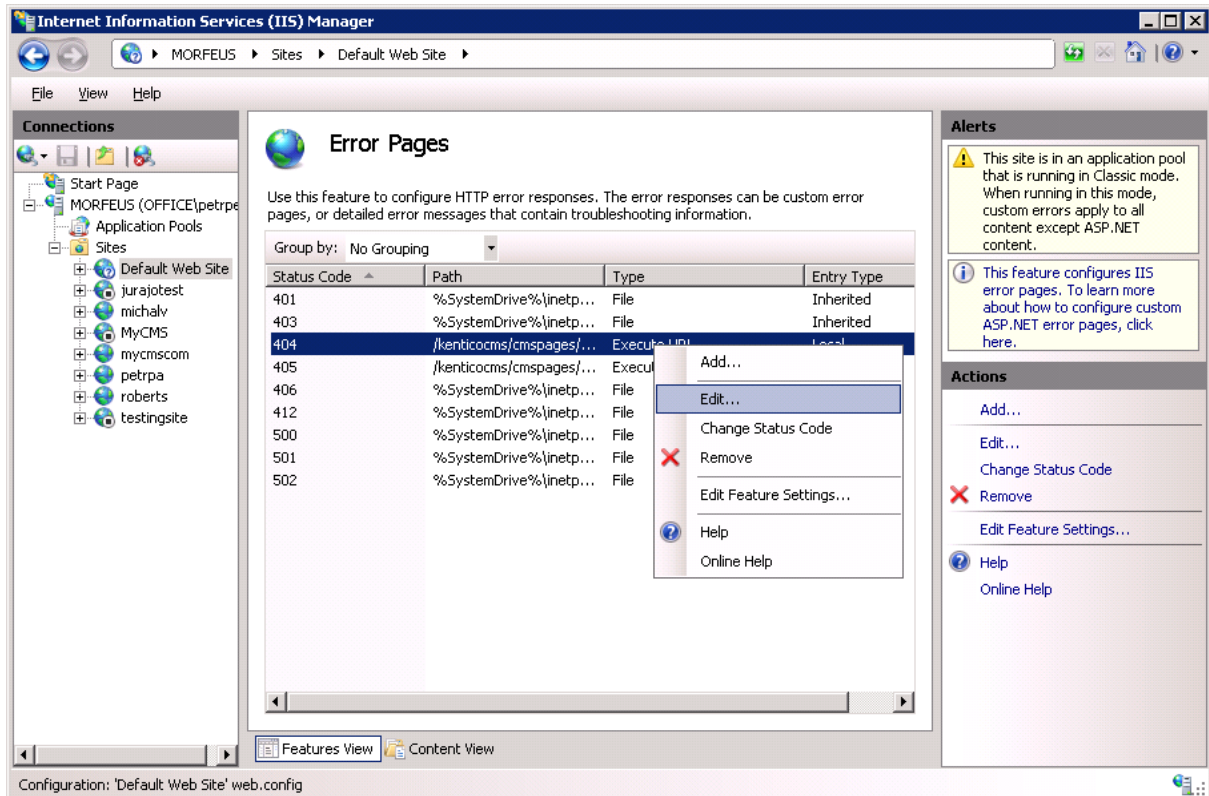 Internet Information Services (IIS) Manager
MORFEUS Sites Default Web Site
File View Help
Connections
Start Page
MORFEUS (OFFICE\petrpe
Application Pools
Sites
Default Web Site
jurajotest
michalv
MyCMS
mycmscom
petrpa
roberts
testingsite
Error Pages
Use this feature to configure HTTP error responses. The error responses can be custom error
pages, or detailed error messages that contain troubleshooting information.
Group by: No Grouping
Status Code Path Type Entry Type
401 %SystemDrive%\inetp... File Inherited
403 %SystemDrive%\inetp... File Inherited
404 /kenticocms/cmspages/... Execute URL Local
405 /kenticocms/cmspages/... Execu
406 %SystemDrive%\inetp... File
412 %SystemDrive%\inetp... File
500 %SystemDrive%\inetp... File
501 %SystemDrive%\inetp... File
502 %SystemDrive%\inetp... File
Add...
Edit...
Change Status Code
Remove
Edit Feature Settings...
Help
Online Help
Features View Content View
Alerts
This site is in an application pool
that is running in Classic mode.
When running in this mode,
custom errors apply to all
content except ASP.NET
content.
This feature configures IIS
error pages. To learn more
about how to configure custom
ASP.NET error pages, click
here.
Actions
Add...
Edit...
Change Status Code
Remove
Edit Feature Settings...
Help
Online Help
Configuration: 'Default Web Site' web.config